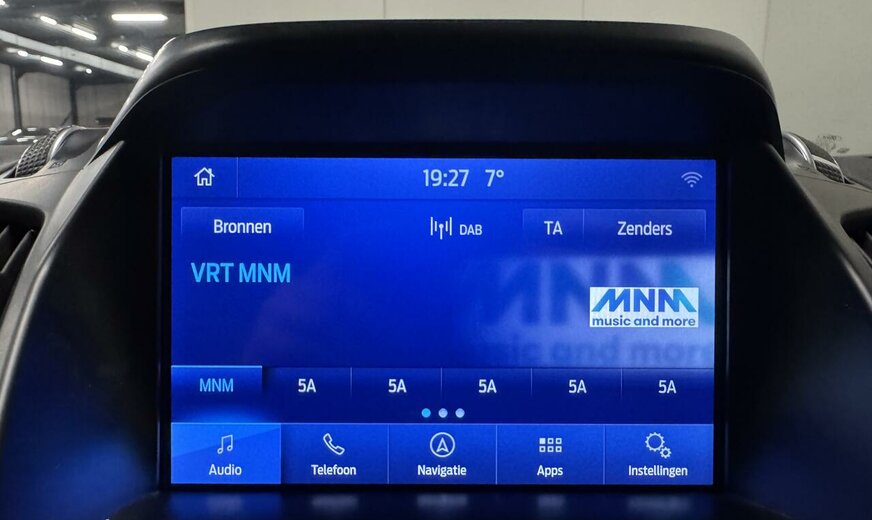 19:27 7°
Bronnen DAB TA Zenders
VRT MNM
MNM
music and more
MNM 5A 5A 5A 5A 5A
Audio Telefoon Navigatie Apps Instellingen